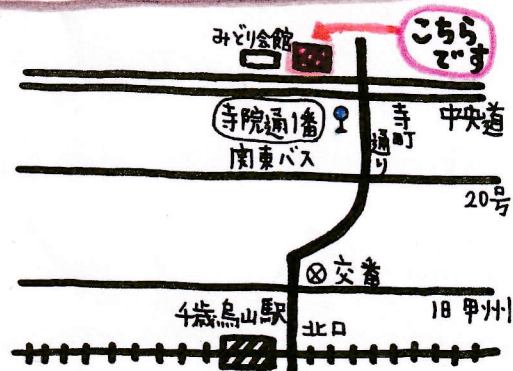 みどり会館
こちら
です
寺院通1番
関東バス
寺町通り
中央道
20号
交番
千歳烏山駅
北口
旧甲州